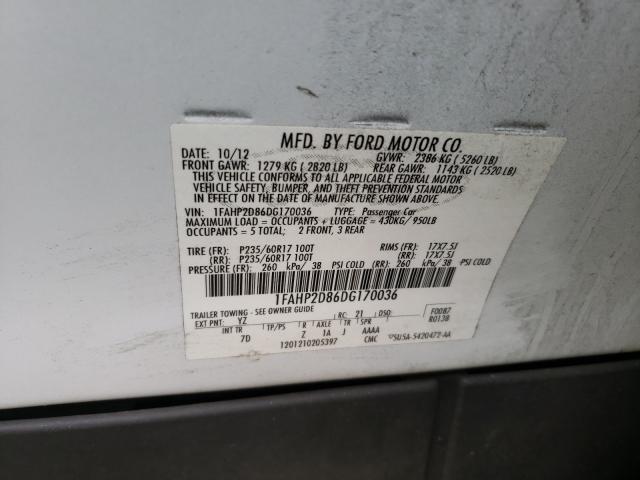 MFD. BY FORD MOTOR CO.
DATE: 10/12 GVWR: 2386 KG ( 5260 LB)
FRONT GAWR: 1279 KG ( 2820 LB) REAR GAWR: 1143 KG ( 2520 LB)
THIS VEHICLE CONFORMS TO ALL APPLICABLE FEDERAL MOTOR
VEHICLE SAFETY, BUMPER, AND THEFT PREVENTION STANDARDS
IN EFFECT ON THE DATE OF MANUFACTURE SHOWN ABOVE.
VIN: 1FAHP2D86DG170036 TYPE: Passenger Car
MAXIMUM LOAD = OCCUPANTS + LUGGAGE = 430KG/ 950LB
OCCUPANTS = 5 TOTAL; 2 FRONT, 3 REAR
TIRE (FR): P235/60R17 100T RIMS (FR): 17X7.5J
TIRE (RR): P235/60R17 100T RIMS (RR): 17X7.5J
PRESSURE (FR): 260 kPa/ 38 PSI COLD (RR): 260 kPa/ 38 PSI COLD
1FAHP2D86DG170036
TRAILER TOWING - SEE OWNER GUIDE
EXT PNT: YZ RC: 21 DSO: F0087
R0138
TR TP/PS R AXLE TR SPR
7D Z 1A J AAAA
1201210205397 CMC